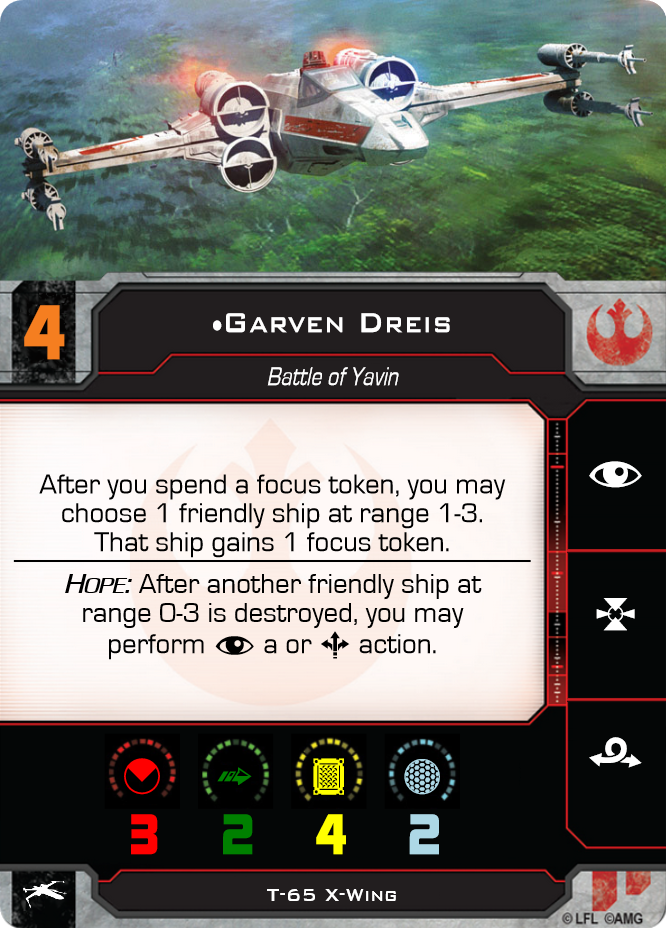 4
•Garven Dreis
Battle of Yavin
After you spend a focus token, you may
choose 1 friendly ship at range 1-3.
That ship gains 1 focus token.
Hope: After another friendly ship at
range 0-3 is destroyed, you may
perform a or action.
3 2 4 2
T-65 X-Wing
© LFL ©AMG